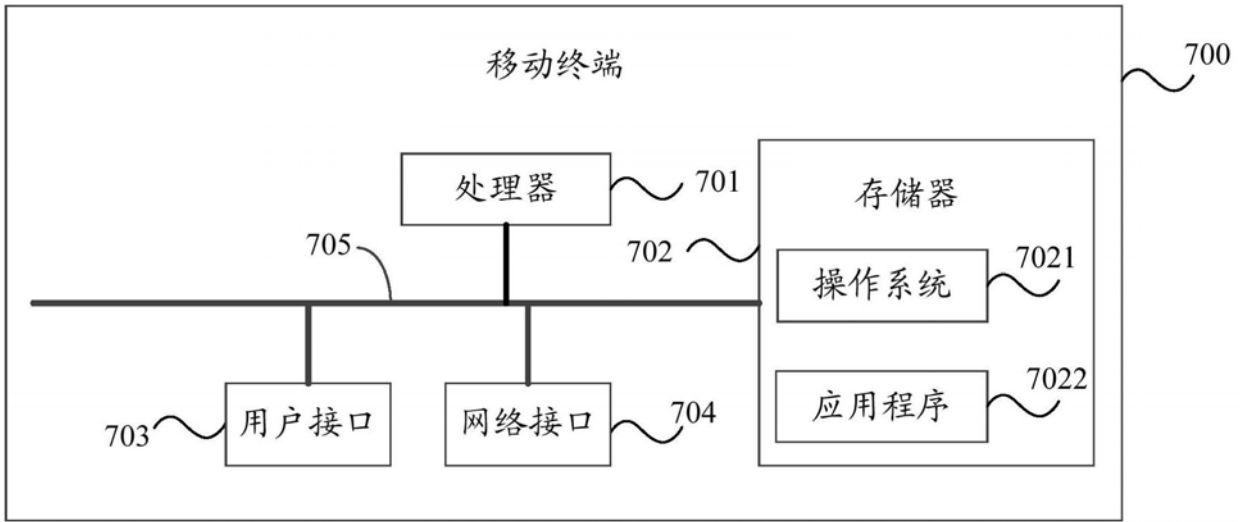 移动终端
700
处理器
701
存储器
705
702
操作系统
7021
用户接口
703
网络接口
704
应用程序
7022